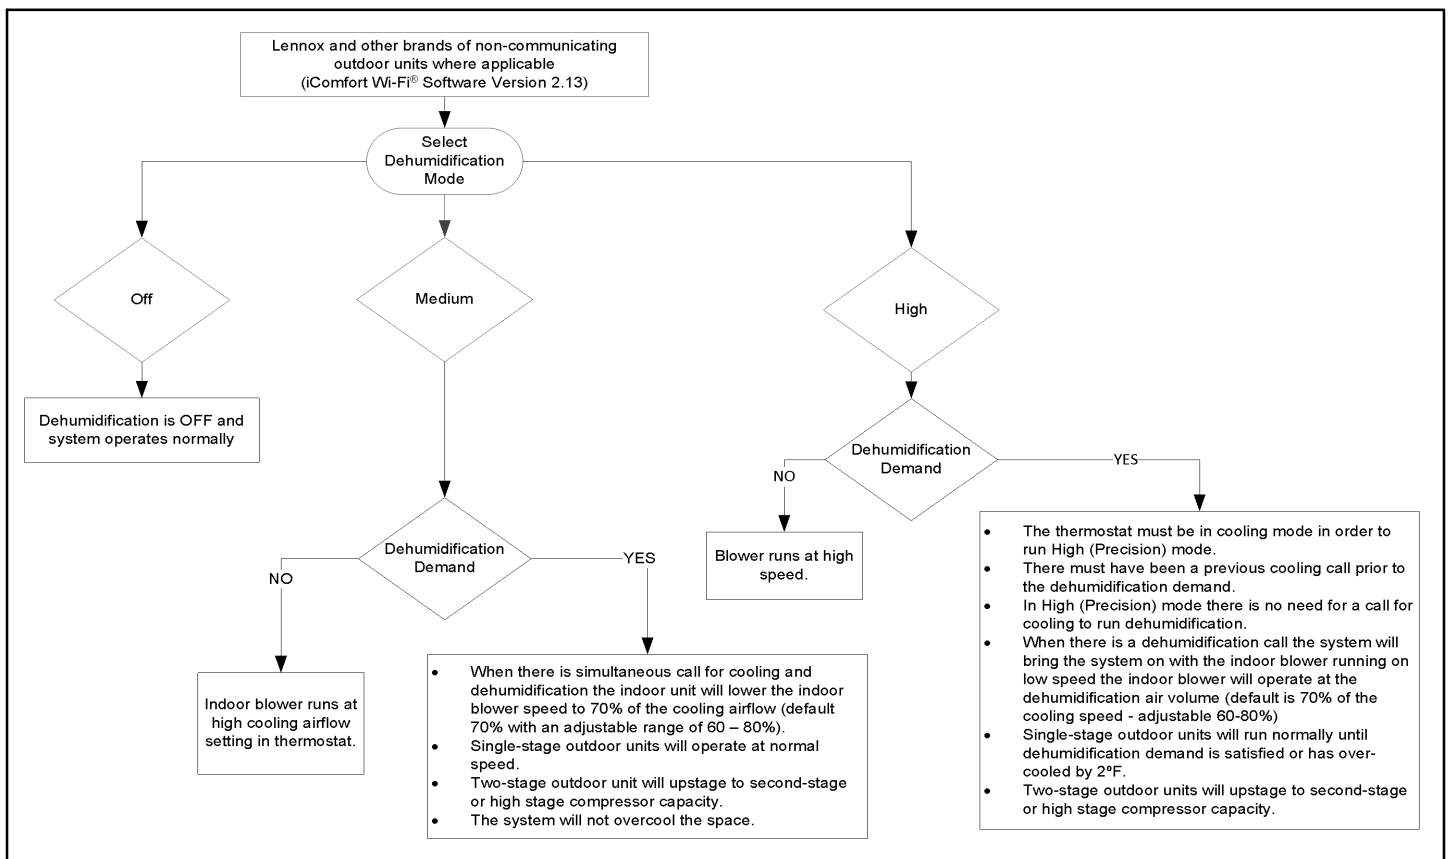 Lennox and other brands of non-communicating
outdoor units where applicable
(iComfort Wi-Fi® Software Version 2.13)
Select
Dehumidification
Mode
Off
Medium
High
Dehumidification is OFF and
system operates normally
Dehumidification
Demand
NO
YES
Blower runs at high
speed.
• The thermostat must be in cooling mode in order to
run High (Precision) mode.
• There must have been a previous cooling call prior to
the dehumidification demand.
• In High (Precision) mode there is no need for a call for
cooling to run dehumidification.
• When there is a dehumidification call the system will
bring the system on with the indoor blower running on
low speed the indoor blower will operate at the
dehumidification air volume (default is 70% of the
cooling speed - adjustable 60-80%)
• Single-stage outdoor units will run normally until
dehumidification demand is satisfied or has over-
cooled by 2ºF.
• Two-stage outdoor units will upstage to second-stage
or high stage compressor capacity.
Dehumidification
Demand
NO
YES
Indoor blower runs at
high cooling airflow
setting in thermostat.
• When there is simultaneous call for cooling and
dehumidification the indoor unit will lower the indoor
blower speed to 70% of the cooling airflow (default
70% with an adjustable range of 60 – 80%).
• Single-stage outdoor units will operate at normal
speed.
• Two-stage outdoor unit will upstage to second-stage
or high stage compressor capacity.
• The system will not overcool the space.